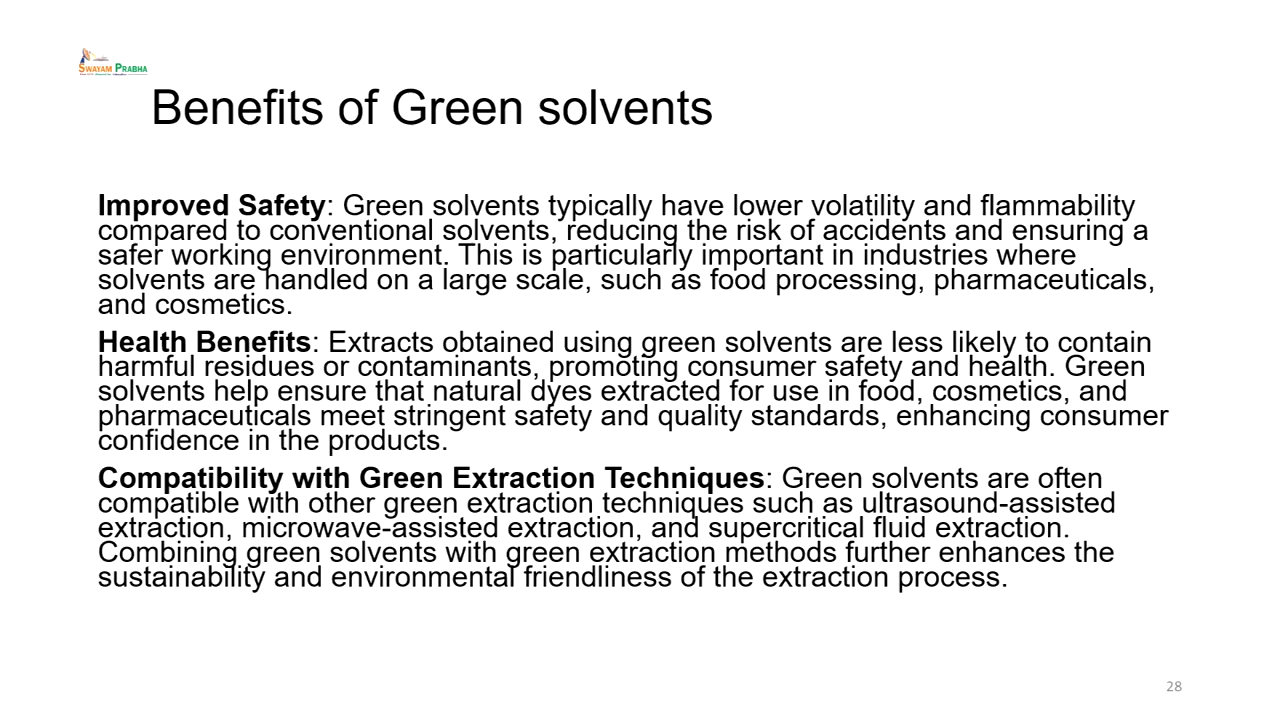 SWAYAM PRABHA
Benefits of Green solvents
Improved Safety: Green solvents typically have lower volatility and flammability
compared to conventional solvents, reducing the risk of accidents and ensuring a
safer working environment. This is particularly important in industries where
solvents are handled on a large scale, such as food processing, pharmaceuticals,
and cosmetics.
Health Benefits: Extracts obtained using green solvents are less likely to contain
harmful residues or contaminants, promoting consumer safety and health. Green
solvents help ensure that natural dyes extracted for use in food, cosmetics, and
pharmaceuticals meet stringent safety and quality standards, enhancing consumer
confidence in the products.
Compatibility with Green Extraction Techniques: Green solvents are often
compatible with other green extraction techniques such as ultrasound-assisted
extraction, microwave-assisted extraction, and supercritical fluid extraction.
Combining green solvents with green extraction methods further enhances the
sustainability and environmental friendliness of the extraction process.
28